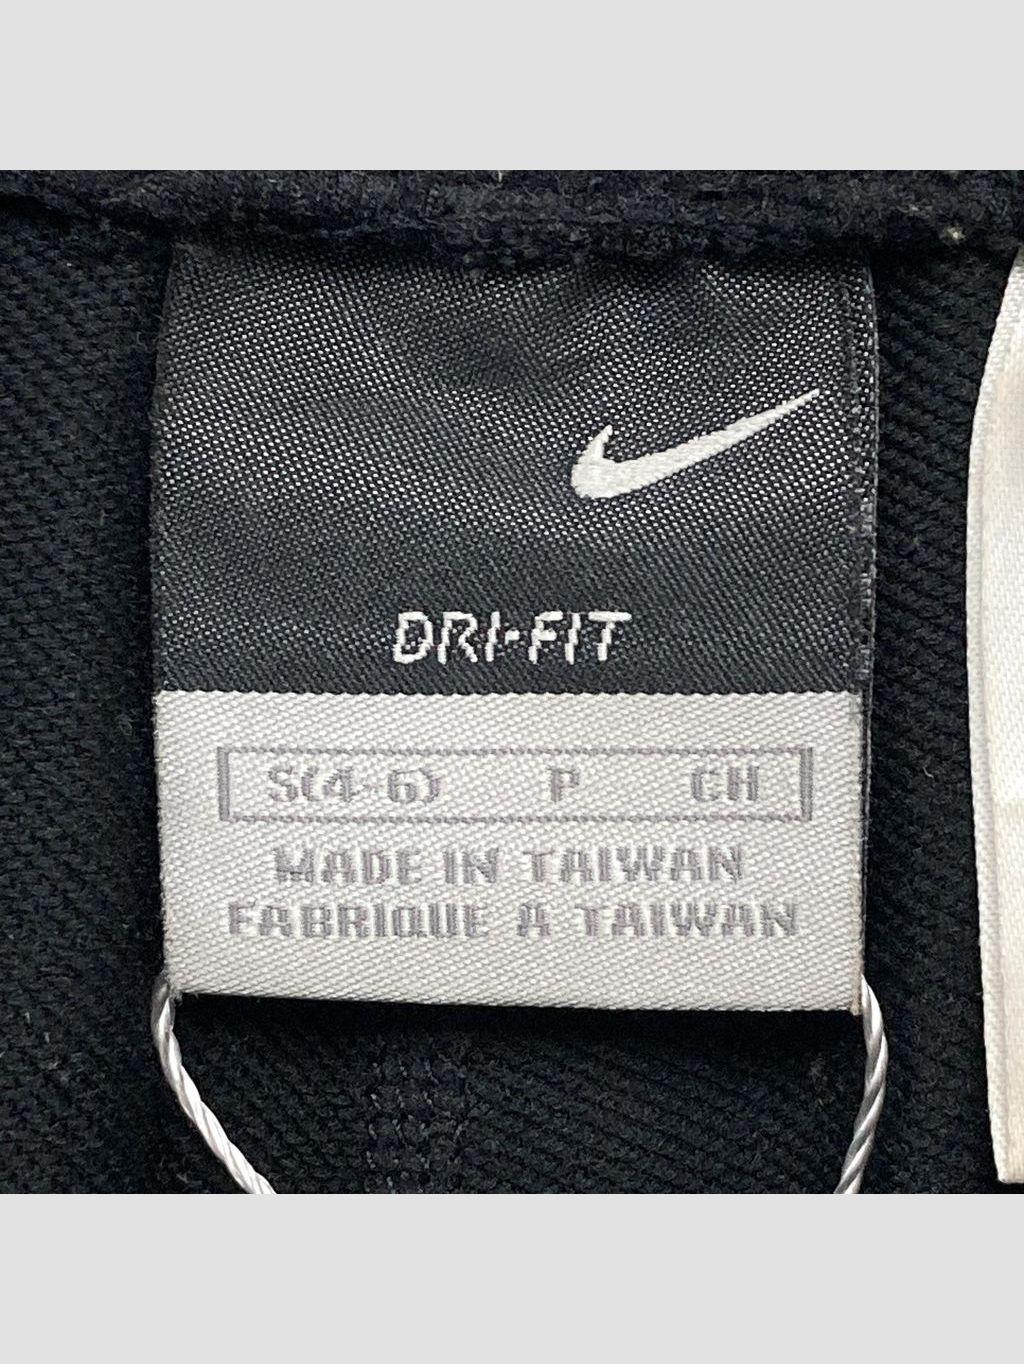 DRI-FIT
S(4-6) P CH
MADE IN TAIWAN
FABRIQUE A TAIWAN